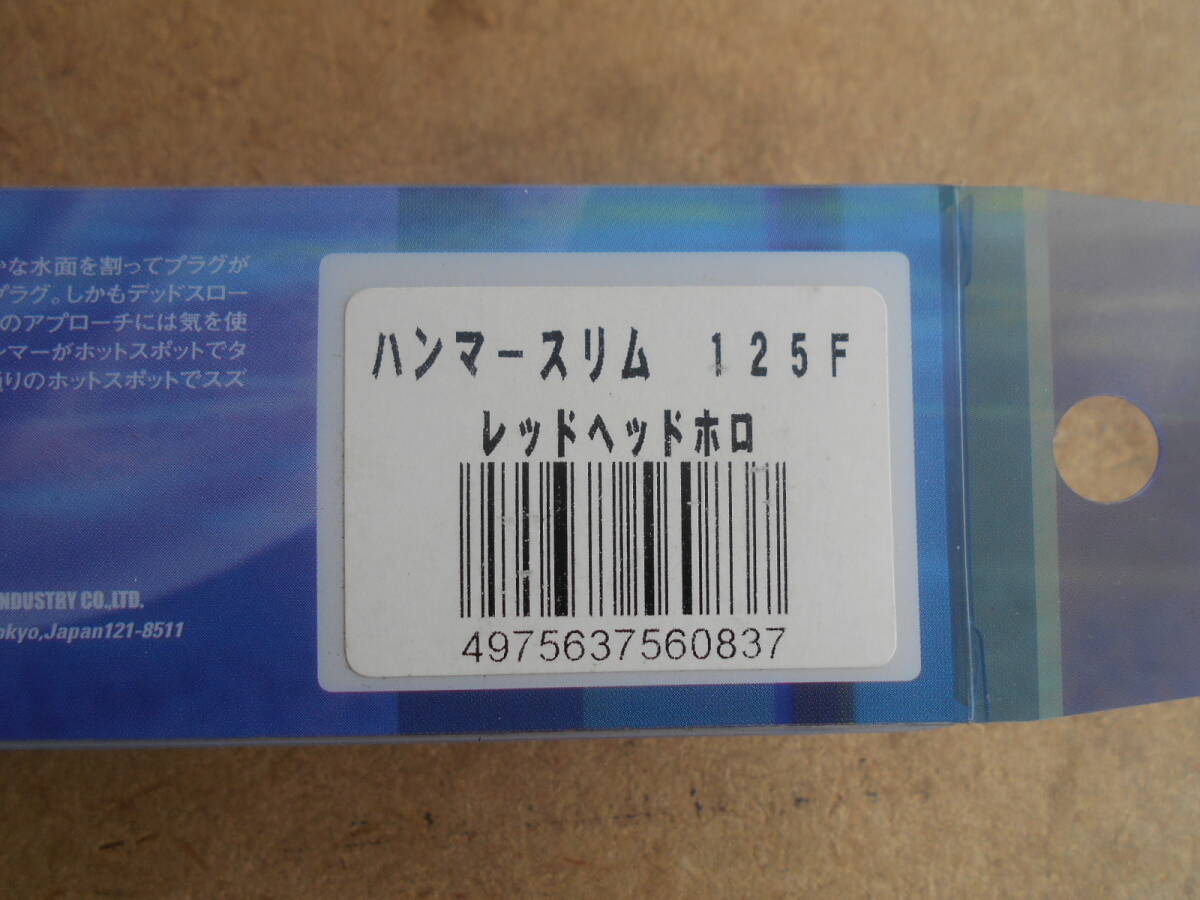 かな水面を割ってプラグが
プラグ。しかもデッドスロー
のアプローチには気を使
ンマーがホットスポットでタ
通りのホットスポットでスズ
NDUSTRY CO.,LTD.
okyo,Japan121-8511
ハンマースリム 125F
レッドヘッドホロ
4975637560837